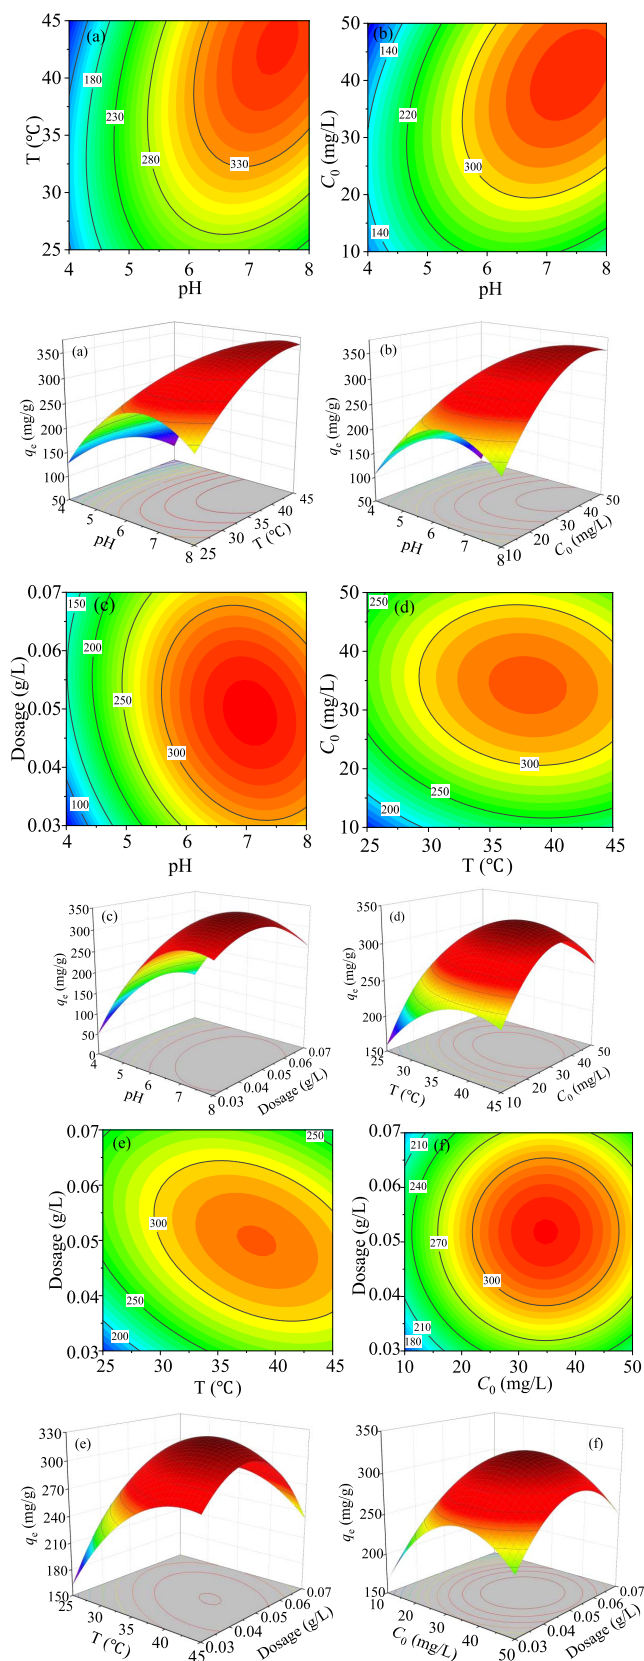 (a)
45
40
35
30
25
T (℃)
180
230
280
330
4 5 6 7 8
pH
(b)
50
40
30
20
10
C0 (mg/L)
140
220
300
140
4 5 6 7 8
pH
(a)
350
300
250
200
150
100
50
qe (mg/g)
4 5 6 7 8
pH
25 30 35 40 45
T (℃)
(b)
350
300
250
200
150
100
50
qe (mg/g)
4 5 6 7 8
pH
10 20 30 40 50
C0 (mg/L)
(c)
0.07
0.06
0.05
0.04
0.03
Dosage (g/L)
150
200
250
300
100
4 5 6 7 8
pH
(d)
50
40
30
20
10
C0 (mg/L)
250
300
250
200
25 30 35 40 45
T (℃)
(c)
350
300
250
200
150
100
50
0
qe (mg/g)
4 5 6 7 8
pH
0.03 0.04 0.05 0.06 0.07
Dosage (g/L)
(d)
350
300
250
200
150
qe (mg/g)
25 30 35 40 45
T (℃)
10 20 30 40 50
C0 (mg/L)
(e)
0.07
0.06
0.05
0.04
0.03
Dosage (g/L)
250
300
250
200
25 30 35 40 45
T (℃)
(f)
0.07
0.06
0.05
0.04
0.03
Dosage (g/L)
210
240
270
300
210
180
10 20 30 40 50
C0 (mg/L)
(e)
330
300
270
240
210
180
150
qe (mg/g)
25 30 35 40 45
T (℃)
0.03 0.04 0.05 0.06 0.07
Dosage (g/L)
(f)
350
300
250
200
150
qe (mg/g)
10 20 30 40 50
C0 (mg/L)
0.03 0.04 0.05 0.06 0.07
Dosage (g/L)